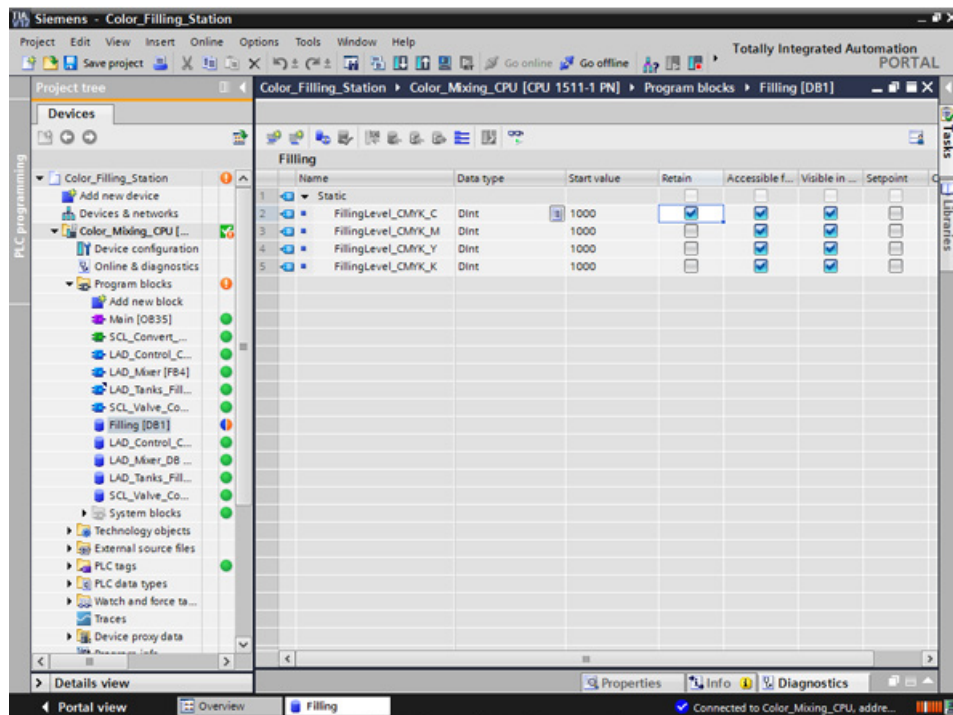 Siemens - Color_Filling_Station
Project Edit View Insert Online Options Tools Window Help
Save project Go online Go offline
Totally Integrated Automation
PORTAL
Project tree
Color_Filling_Station Color_Mixing_CPU [CPU 1511-1 PN] Program blocks Filling [DB1]
Devices
PLC programming
Tasks
Libraries
Filling
Name Data type Start value Retain Accessible f... Visible in ... Setpoint
1 Static
2 FillingLevel_CMYK_C DInt 1000
3 FillingLevel_CMYK_M DInt 1000
4 FillingLevel_CMYK_Y DInt 1000
5 FillingLevel_CMYK_K DInt 1000
Color_Filling_Station
Add new device
Devices & networks
Color_Mixing_CPU [...
Device configuration
Online & diagnostics
Program blocks
Add new block
Main [OB35]
SCL_Convert_...
LAD_Control_C...
LAD_Mixer [FB4]
LAD_Tanks_Fill...
SCL_Valve_Co...
Filling [DB1]
LAD_Control_C...
LAD_Mixer_DB ...
LAD_Tanks_Fill...
SCL_Valve_Co...
System blocks
Technology objects
External source files
PLC tags
PLC data types
Watch and force ta...
Traces
Device proxy data
Details view
Properties Info Diagnostics
Portal view Overview Filling Connected to Color_Mixing_CPU, addre...